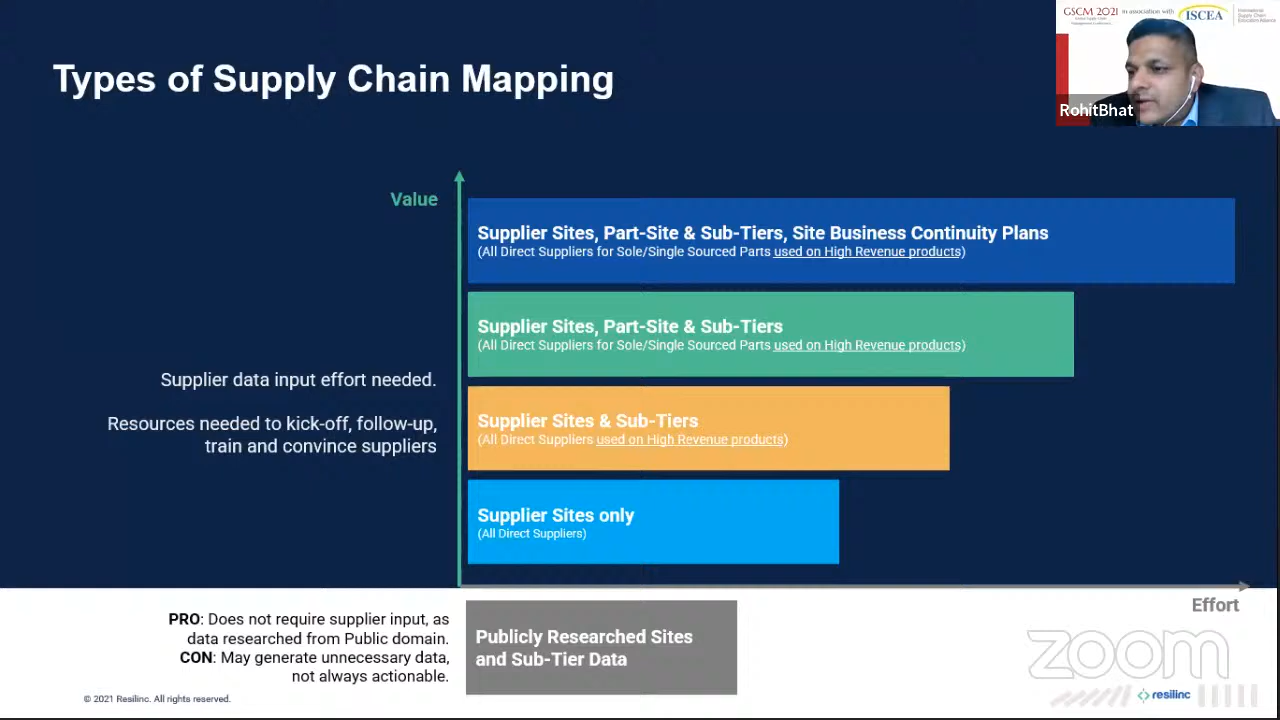 GSCM 2021 in association with ISCEA
International
Supply Chain
Education Alliance
RohitBhat
Types of Supply Chain Mapping
Value
Supplier Sites, Part-Site & Sub-Tiers, Site Business Continuity Plans
(All Direct Suppliers for Sole/Single Sourced Parts used on High Revenue products)
Supplier Sites, Part-Site & Sub-Tiers
(All Direct Suppliers for Sole/Single Sourced Parts used on High Revenue products)
Supplier data input effort needed.
Resources needed to kick-off, follow-up,
train and convince suppliers
Supplier Sites & Sub-Tiers
(All Direct Suppliers used on High Revenue products)
Supplier Sites only
(All Direct Suppliers)
Effort
PRO: Does not require supplier input, as
data researched from Public domain.
CON: May generate unnecessary data,
not always actionable.
Publicly Researched Sites
and Sub-Tier Data
zoom
© 2021 Resilinc. All rights reserved.
resilinc